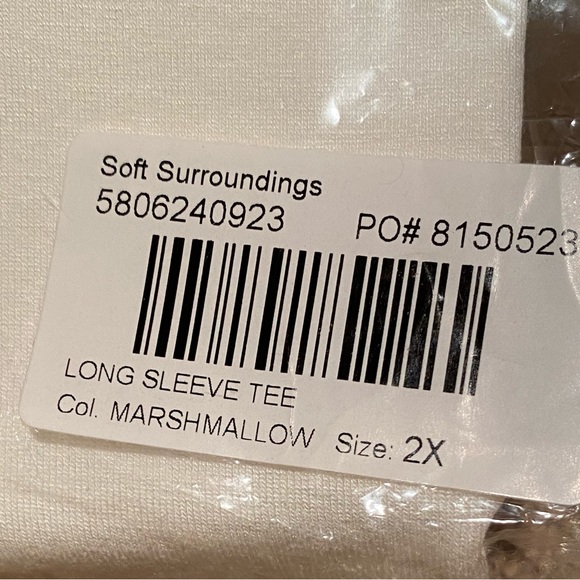 Soft Surroundings
5806240923 PO# 8150523
LONG SLEEVE TEE
Col. MARSHMALLOW Size: 2X